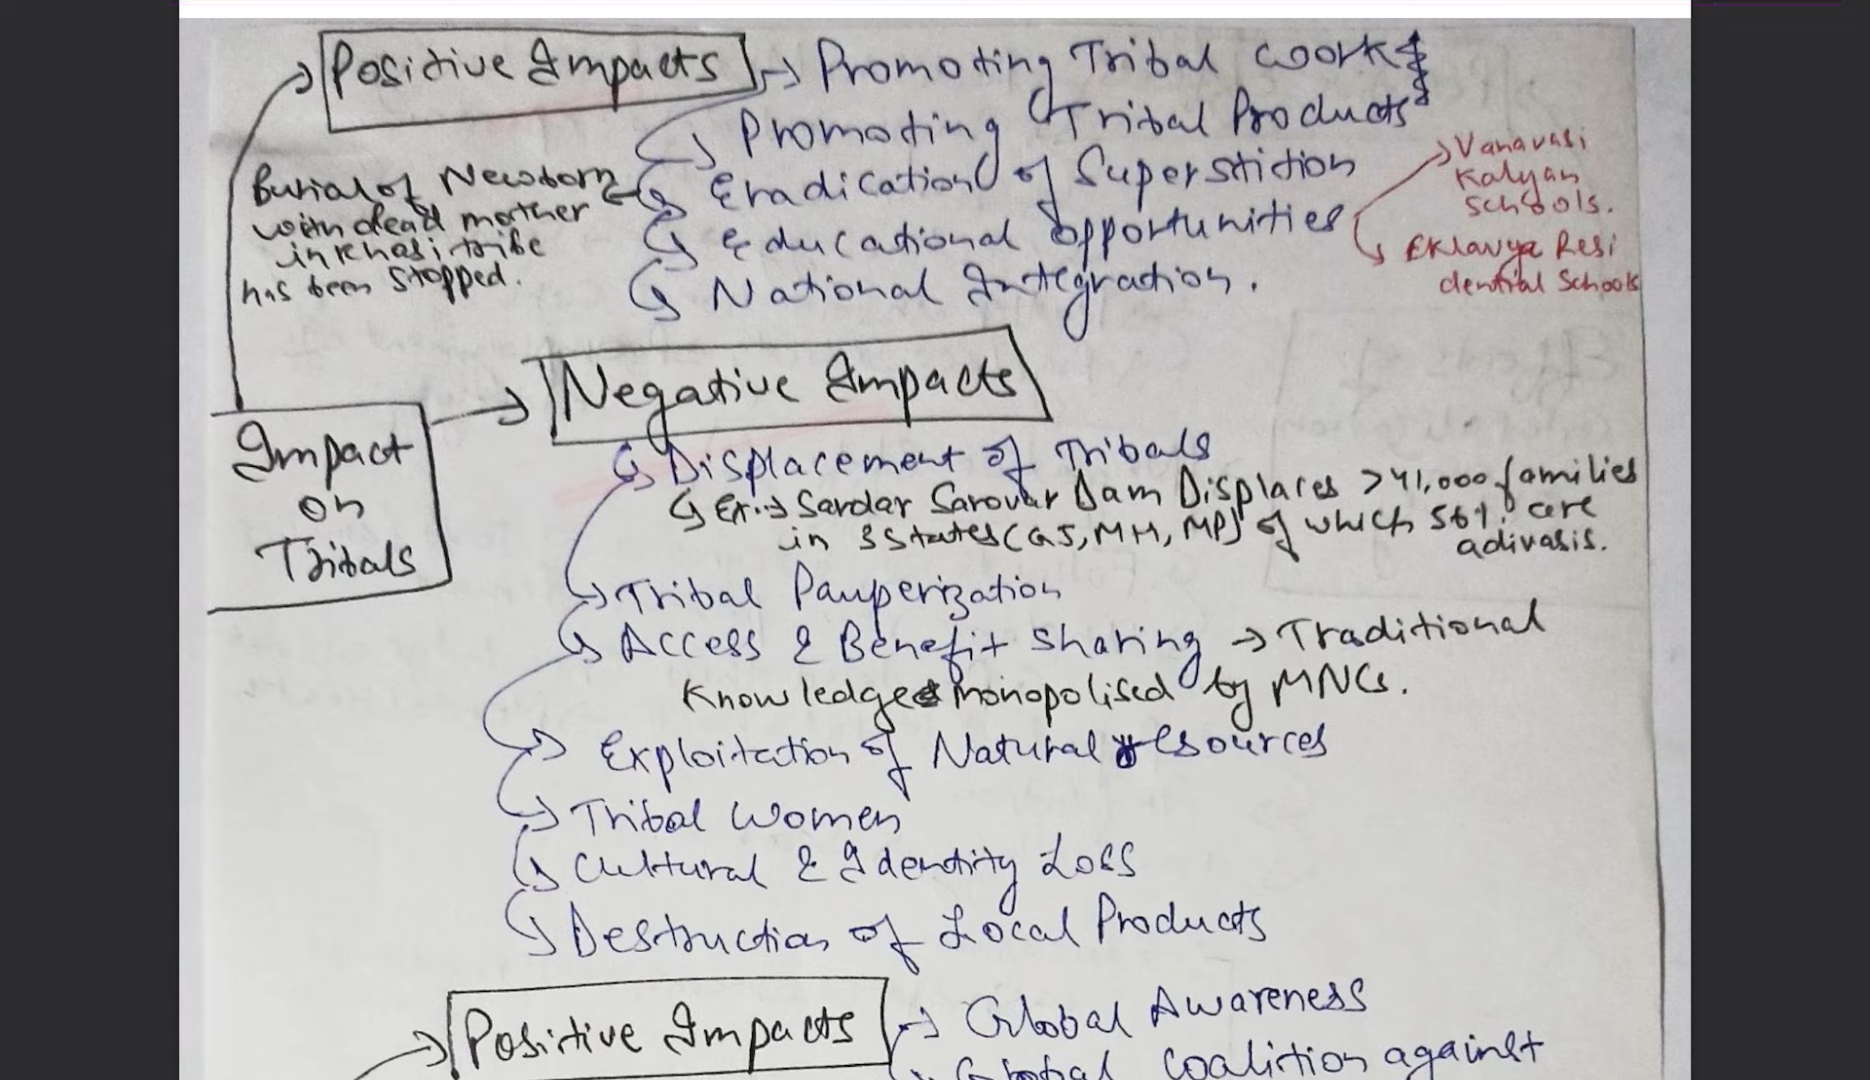 Positive Impacts → Promoting Tribal work &
Promoting Tribal Products
Eradication of Superstition
Burial of Newborn
with dead mother
in Khasi tribe
has been stopped.
Educational opportunities
Vanavasi
Kalyan
schools.
Eklavya Resi
dential Schools
National Integration.
Impact
on
Tribals
Negative Impacts
Displacement of Tribals
Ex:→ Sardar Sarovar Dam Displaces >41,000 families
in 3 States (GJ, MH, MP) of which 56% are
adivasis.
Tribal Pauperization
Access & Benefit Sharing → Traditional
Knowledge monopolised by MNCs.
Exploitation of Natural resources
Tribal Women
Cultural & Identity Loss
Destruction of Local Products
Positive Impacts → Global Awareness
Global coalition against